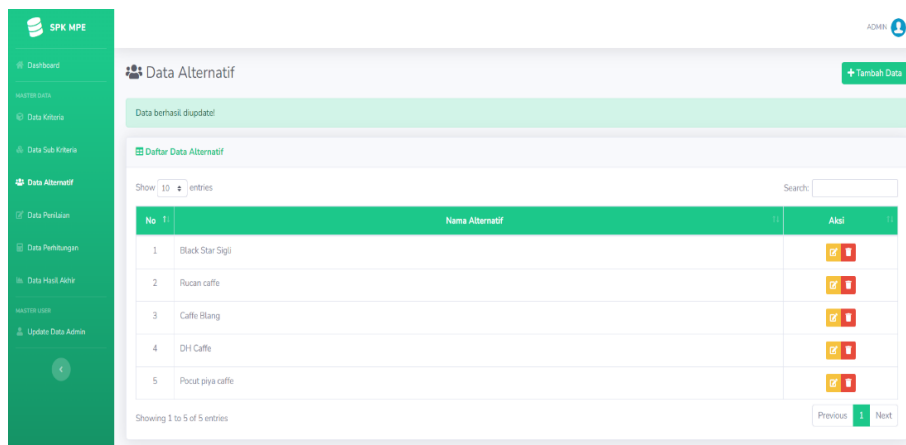 SPK MPE
ADMIN
Dashboard
Data Alternatif
+ Tambah Data
MASTER DATA
Data Kriteria
Data berhasil diupdate!
Data Sub Kriteria
Daftar Data Alternatif
Data Alternatif
Show 10 entries
Search:
Data Penilaian
No Nama Alternatif Aksi
Data Perhitungan
1 Black Star Sigli
Data Hasil Akhir
2 Rucan caffe
MASTER USER
3 Caffe Blang
Update Data Admin
4 DH Caffe
5 Pocut piya caffe
Showing 1 to 5 of 5 entries
Previous 1 Next